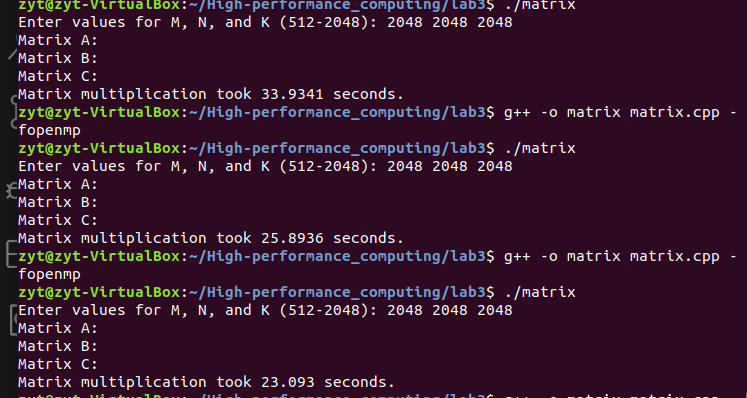 zyt@zyt-VirtualBox:~/High-performance_computing/lab3$ ./matrix
Enter values for M, N, and K (512-2048): 2048 2048 2048
Matrix A:
Matrix B:
Matrix C:
Matrix multiplication took 33.9341 seconds.
zyt@zyt-VirtualBox:~/High-performance_computing/lab3$ g++ -o matrix matrix.cpp -
fopenmp
zyt@zyt-VirtualBox:~/High-performance_computing/lab3$ ./matrix
Enter values for M, N, and K (512-2048): 2048 2048 2048
Matrix A:
Matrix B:
Matrix C:
Matrix multiplication took 25.8936 seconds.
zyt@zyt-VirtualBox:~/High-performance_computing/lab3$ g++ -o matrix matrix.cpp -
fopenmp
zyt@zyt-VirtualBox:~/High-performance_computing/lab3$ ./matrix
Enter values for M, N, and K (512-2048): 2048 2048 2048
Matrix A:
Matrix B:
Matrix C:
Matrix multiplication took 23.093 seconds.